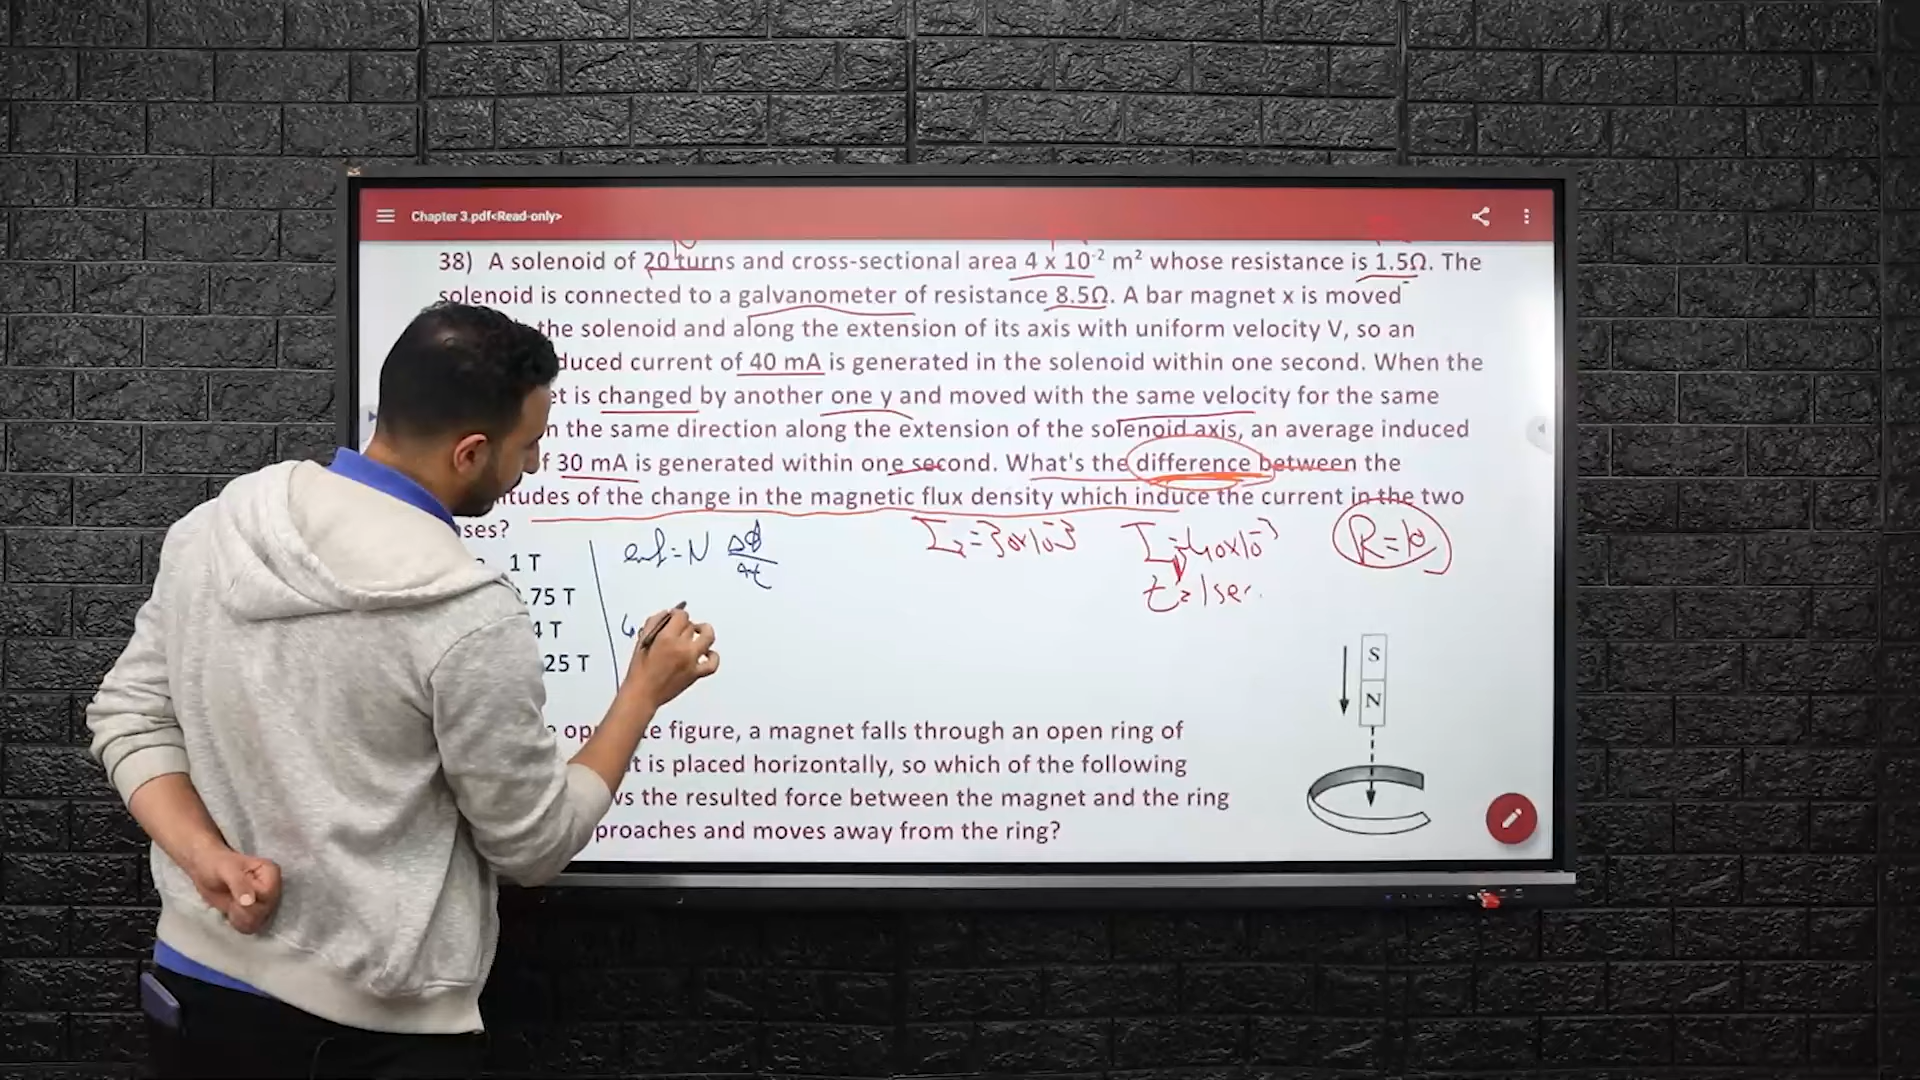 Chapter 3.pdf<Read-only>
38) A solenoid of 20 turns and cross-sectional area 4 x 10⁻² m² whose resistance is 1.5Ω. The
solenoid is connected to a galvanometer of resistance 8.5Ω. A bar magnet x is moved
the solenoid and along the extension of its axis with uniform velocity V, so an
duced current of 40 mA is generated in the solenoid within one second. When the
et is changed by another one y and moved with the same velocity for the same
n the same direction along the extension of the solenoid axis, an average induced
f 30 mA is generated within one second. What's the difference between the
tudes of the change in the magnetic flux density which induce the current in the two
ses?
1 T
.75 T
4 T
25 T
emf = N Δϕ/Δt
I₂ = 30x10⁻³
I₁ = 40x10⁻³
t = 1sec.
R = 10
S
N
te figure, a magnet falls through an open ring of
t is placed horizontally, so which of the following
ws the resulted force between the magnet and the ring
proaches and moves away from the ring?